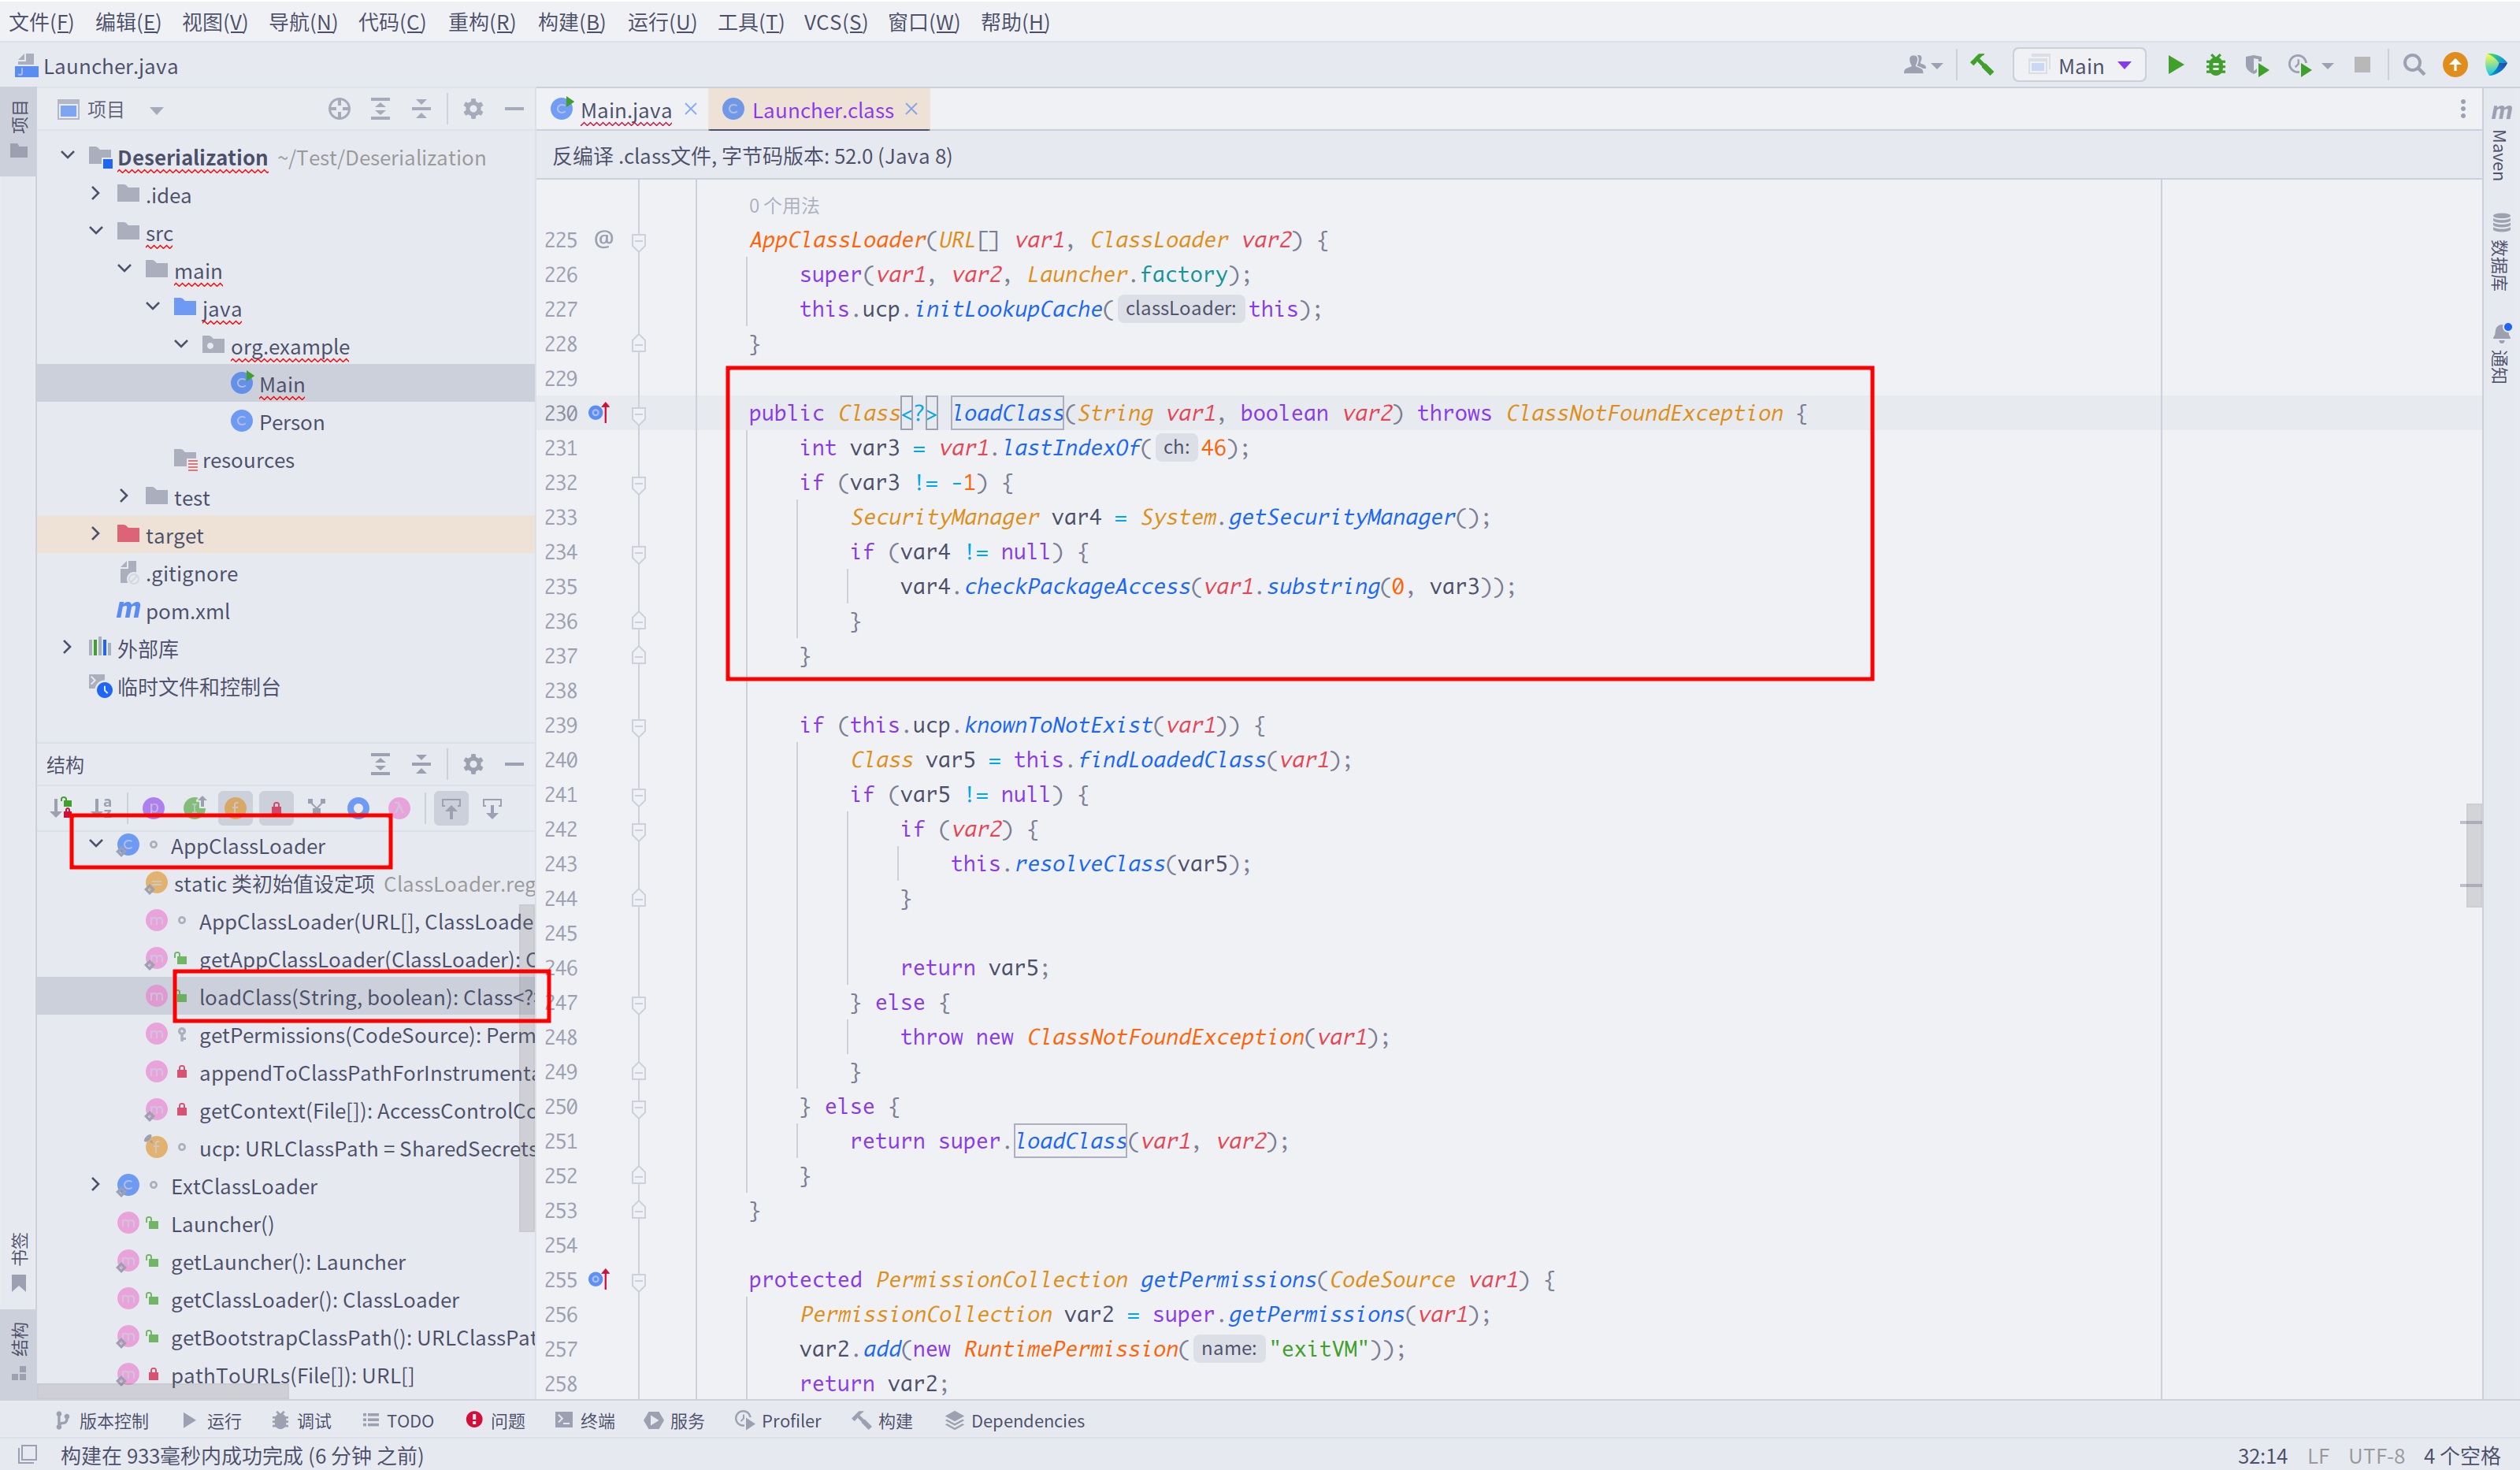 文件(F) 编辑(E) 视图(V) 导航(N) 代码(C) 重构(R) 构建(B) 运行(U) 工具(T) VCS(S) 窗口(W) 帮助(H)
Launcher.java
Main
项目
项目
Main.java
Launcher.class
反编译 .class文件, 字节码版本: 52.0 (Java 8)
Deserialization ~/Test/Deserialization
.idea
src
main
java
org.example
Main
Person
resources
test
target
.gitignore
pom.xml
外部库
临时文件和控制台
结构
AppClassLoader
static 类初始值设定项 ClassLoader.reg
AppClassLoader(URL[], ClassLoade
getAppClassLoader(ClassLoader): C
loadClass(String, boolean): Class<?
getPermissions(CodeSource): Perm
appendToClassPathForInstrumenta
getContext(File[]): AccessControlCo
ucp: URLClassPath = SharedSecrets
ExtClassLoader
Launcher()
getLauncher(): Launcher
getClassLoader(): ClassLoader
getBootstrapClassPath(): URLClassPat
pathToURLs(File[]): URL[]
书签
结构
0 个用法
225 @ AppClassLoader(URL[] var1, ClassLoader var2) {
226 super(var1, var2, Launcher.factory);
227 this.ucp.initLookupCache( classLoader: this);
228 }
229
230 public Class<?> loadClass(String var1, boolean var2) throws ClassNotFoundException {
231 int var3 = var1.lastIndexOf( ch: 46);
232 if (var3 != -1) {
233 SecurityManager var4 = System.getSecurityManager();
234 if (var4 != null) {
235 var4.checkPackageAccess(var1.substring(0, var3));
236 }
237 }
238
239 if (this.ucp.knownToNotExist(var1)) {
240 Class var5 = this.findLoadedClass(var1);
241 if (var5 != null) {
242 if (var2) {
243 this.resolveClass(var5);
244 }
245
246 return var5;
247 } else {
248 throw new ClassNotFoundException(var1);
249 }
250 } else {
251 return super.loadClass(var1, var2);
252 }
253 }
254
255 protected PermissionCollection getPermissions(CodeSource var1) {
256 PermissionCollection var2 = super.getPermissions(var1);
257 var2.add(new RuntimePermission( name: "exitVM"));
258 return var2;
m Maven
数据库
通知
版本控制 运行 调试 TODO 问题 终端 服务 Profiler 构建 Dependencies
构建在 933毫秒内成功完成 (6 分钟 之前)
32:14 LF UTF-8 4 个空格